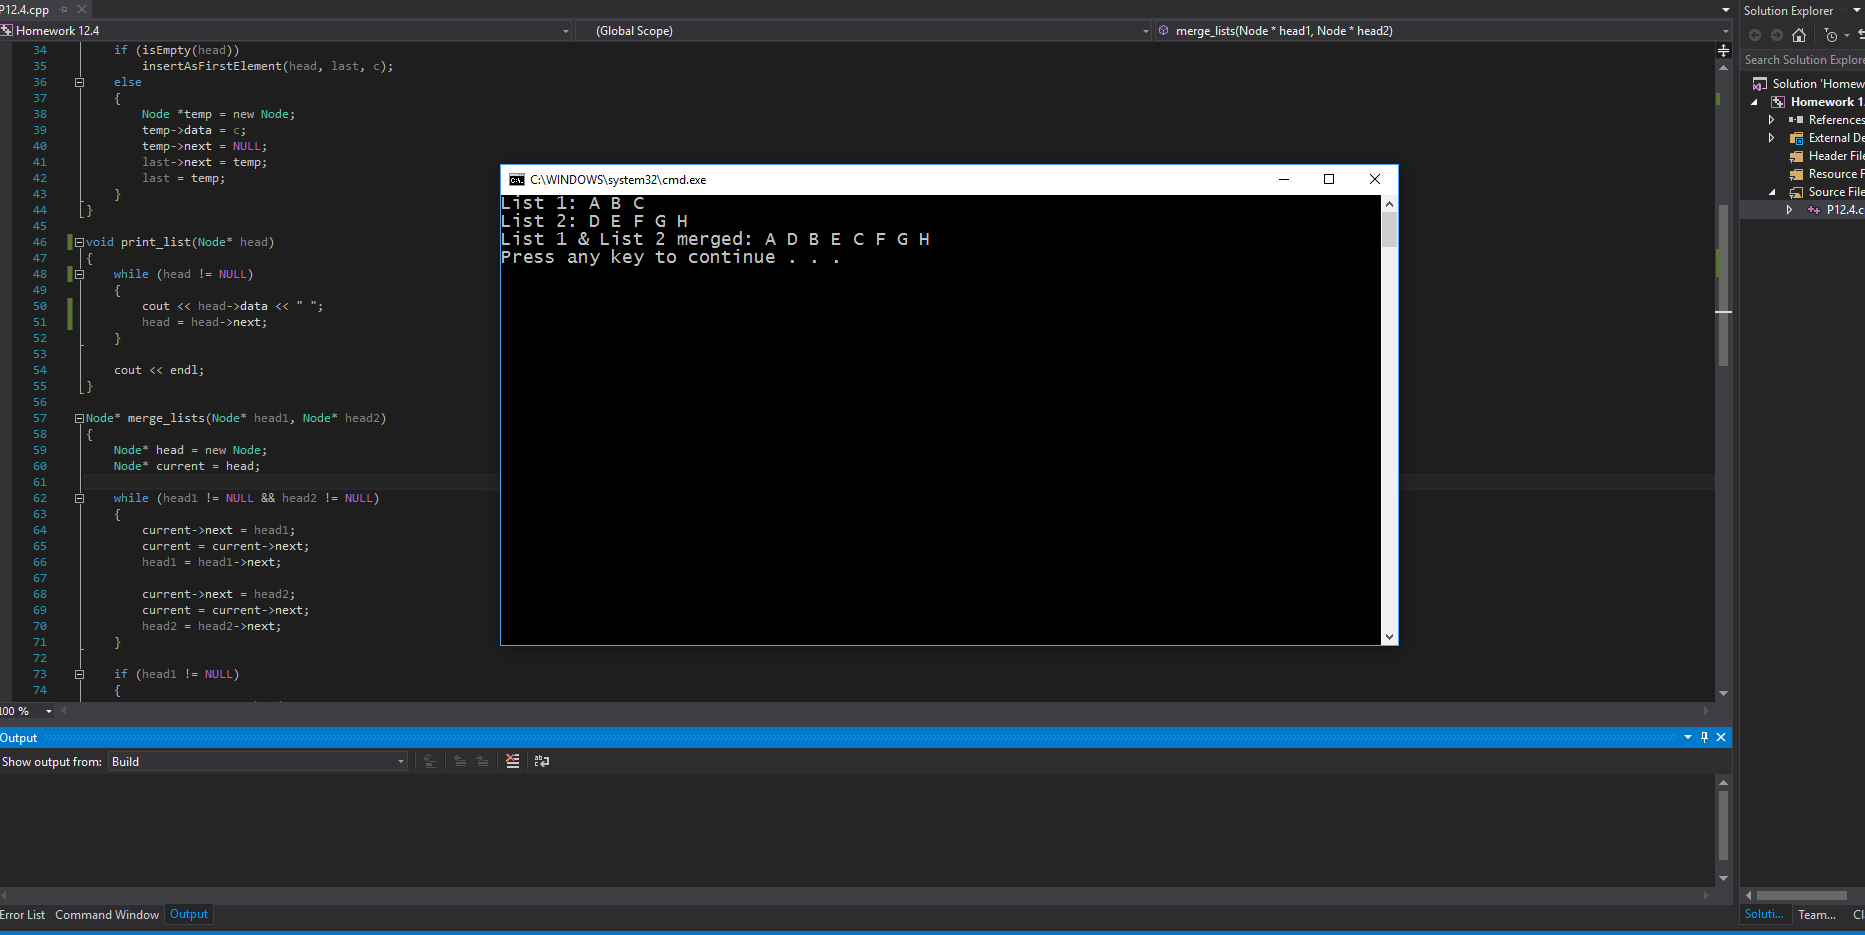 P12.4.cpp
Homework 12.4
(Global Scope)
merge_lists(Node * head1, Node * head2)
34 if (isEmpty(head))
35 insertAsFirstElement(head, last, c);
36 else
37 {
38 Node *temp = new Node;
39 temp->data = c;
40 temp->next = NULL;
41 last->next = temp;
42 last = temp;
43 }
44 }
45
46 void print_list(Node* head)
47 {
48 while (head != NULL)
49 {
50 cout << head->data << " ";
51 head = head->next;
52 }
53
54 cout << endl;
55 }
56
57 Node* merge_lists(Node* head1, Node* head2)
58 {
59 Node* head = new Node;
60 Node* current = head;
61
62 while (head1 != NULL && head2 != NULL)
63 {
64 current->next = head1;
65 current = current->next;
66 head1 = head1->next;
67
68 current->next = head2;
69 current = current->next;
70 head2 = head2->next;
71 }
72
73 if (head1 != NULL)
74 {
C:\WINDOWS\system32\cmd.exe
List 1: A B C
List 2: D E F G H
List 1 & List 2 merged: A D B E C F G H
Press any key to continue . . .
100 %
Output
Show output from: Build
Error List Command Window Output
Solution Explorer
Search Solution Explore
Solution 'Homew
Homework 1
References
External De
Header File
Resource F
Source File
P12.4.c
Soluti... Team... Cl